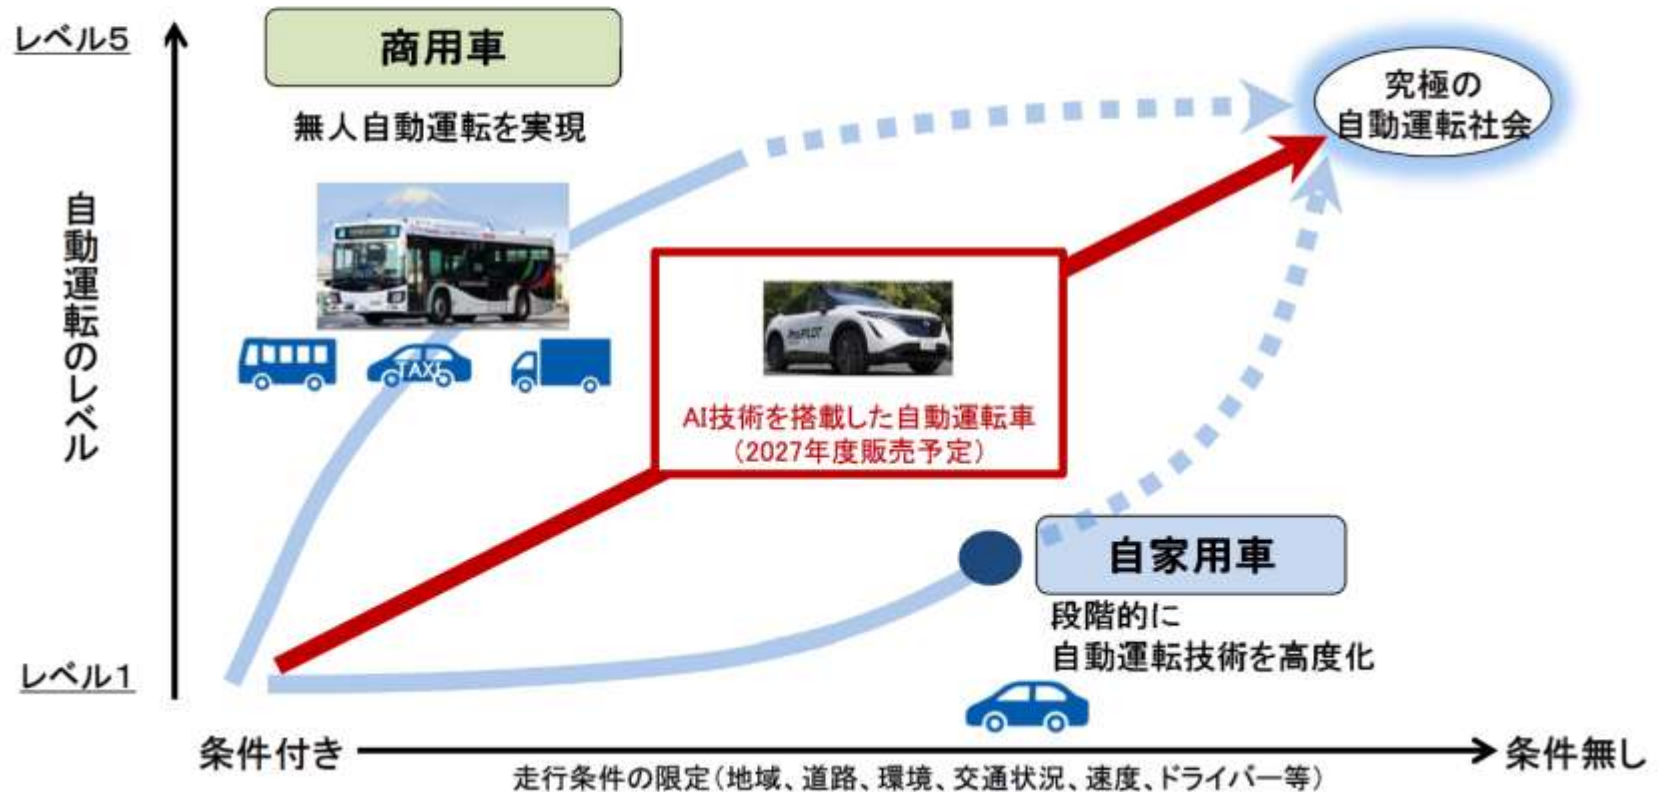 レベル5
商用車
無人自動運転を実現
究極の
自動運転社会
自動運転のレベル
TAXI
ProPILOT
AI技術を搭載した自動運転車
（2027年度販売予定）
自家用車
段階的に
自動運転技術を高度化
レベル1
条件付き
条件無し
走行条件の限定（地域、道路、環境、交通状況、速度、ドライバー等）